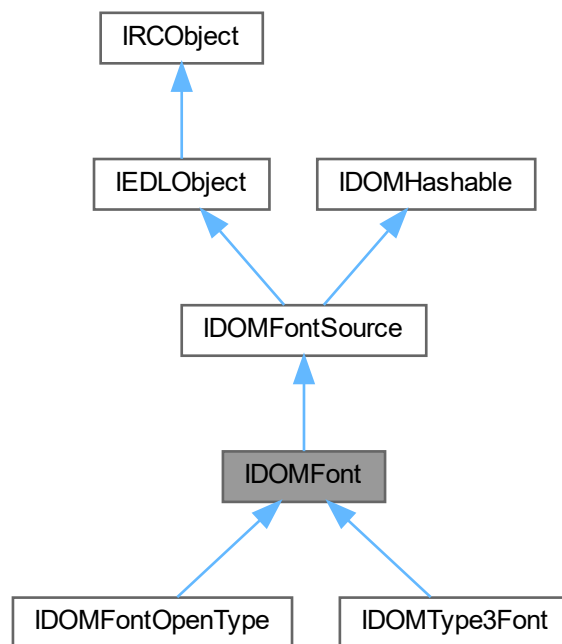 IRCObject
IEDLObject
IDOMHashable
IDOMFontSource
IDOMFont
IDOMFontOpenType
IDOMType3Font